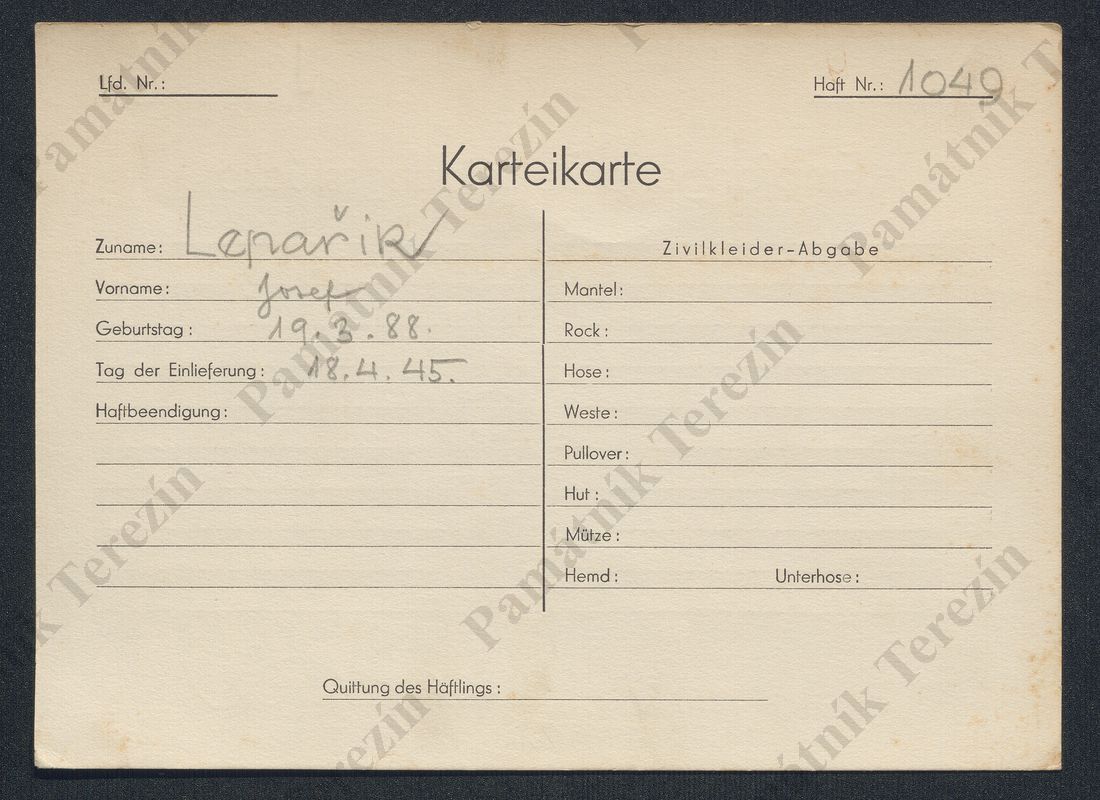 Lfd. Nr.:
Haft Nr.: 1049
Karteikarte
Zuname: Lepařik
Vorname: Josef
Geburtstag: 19.3.88.
Tag der Einlieferung: 18.4.45.
Haftbeendigung:
Zivilkleider-Abgabe
Mantel:
Rock:
Hose:
Weste:
Pullover:
Hut:
Mütze:
Hemd: Unterhose:
Quittung des Häftlings:
Památník Terezín